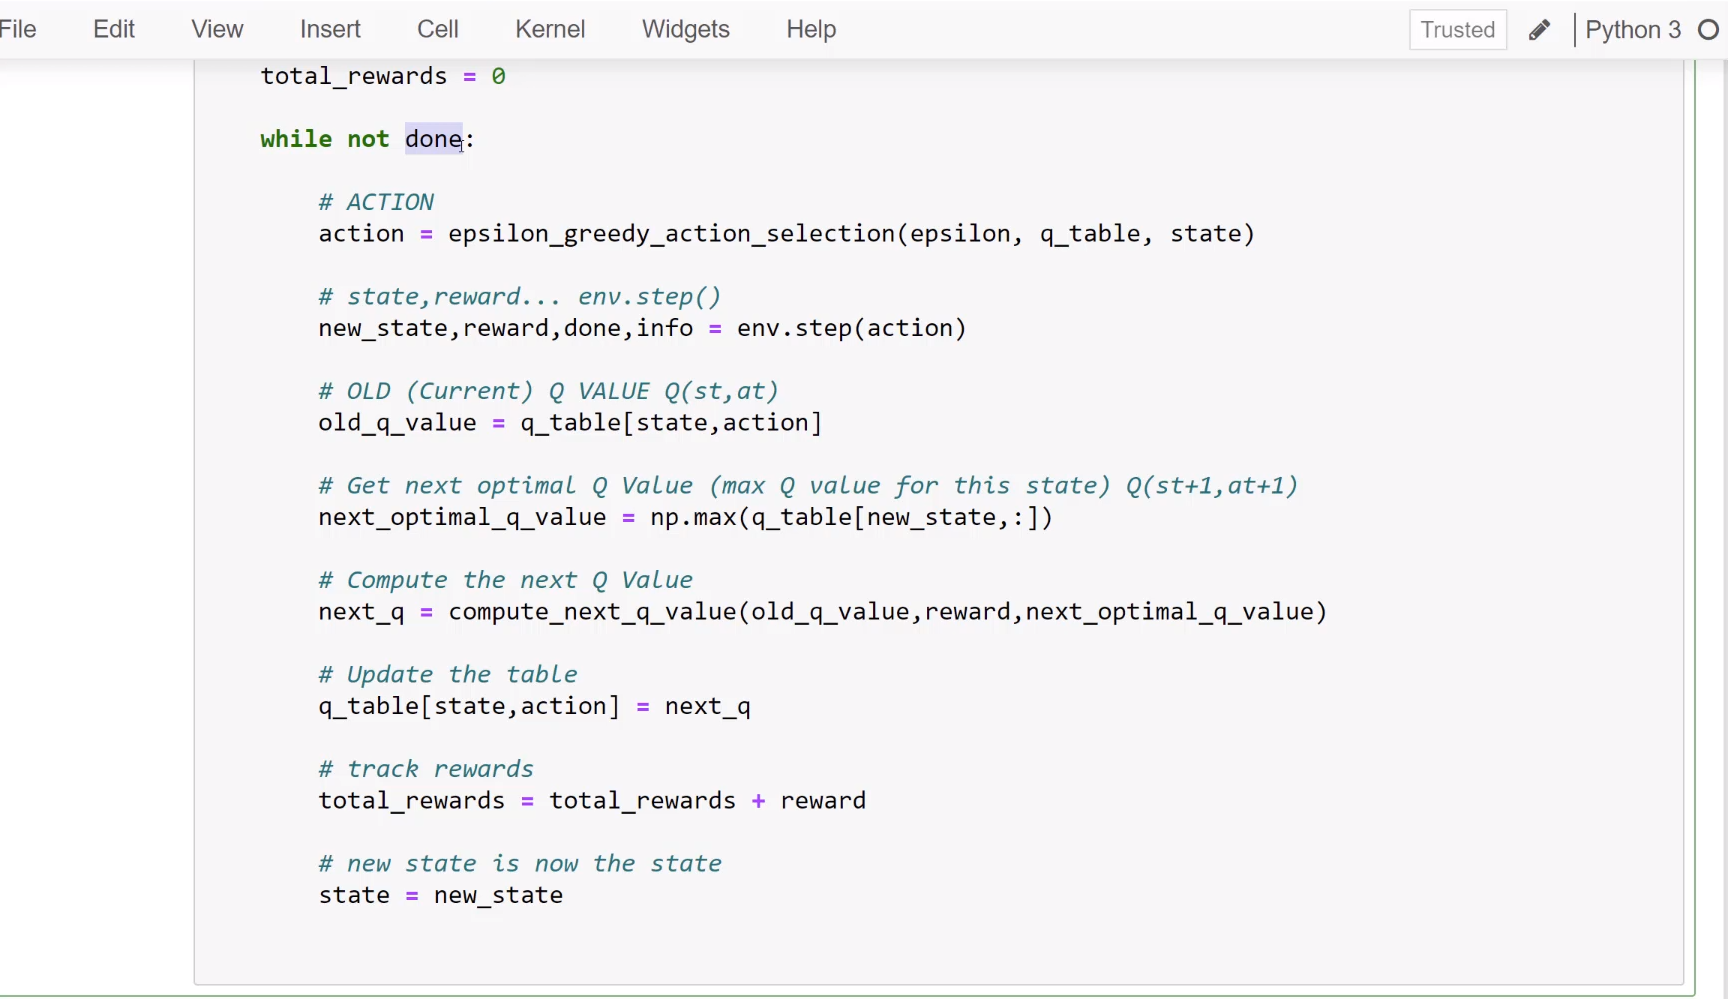 File Edit View Insert Cell Kernel Widgets Help Trusted Python 3
total_rewards = 0
while not done:
# ACTION
action = epsilon_greedy_action_selection(epsilon, q_table, state)
# state,reward... env.step()
new_state,reward,done,info = env.step(action)
# OLD (Current) Q VALUE Q(st,at)
old_q_value = q_table[state,action]
# Get next optimal Q Value (max Q value for this state) Q(st+1,at+1)
next_optimal_q_value = np.max(q_table[new_state,:])
# Compute the next Q Value
next_q = compute_next_q_value(old_q_value,reward,next_optimal_q_value)
# Update the table
q_table[state,action] = next_q
# track rewards
total_rewards = total_rewards + reward
# new state is now the state
state = new_state